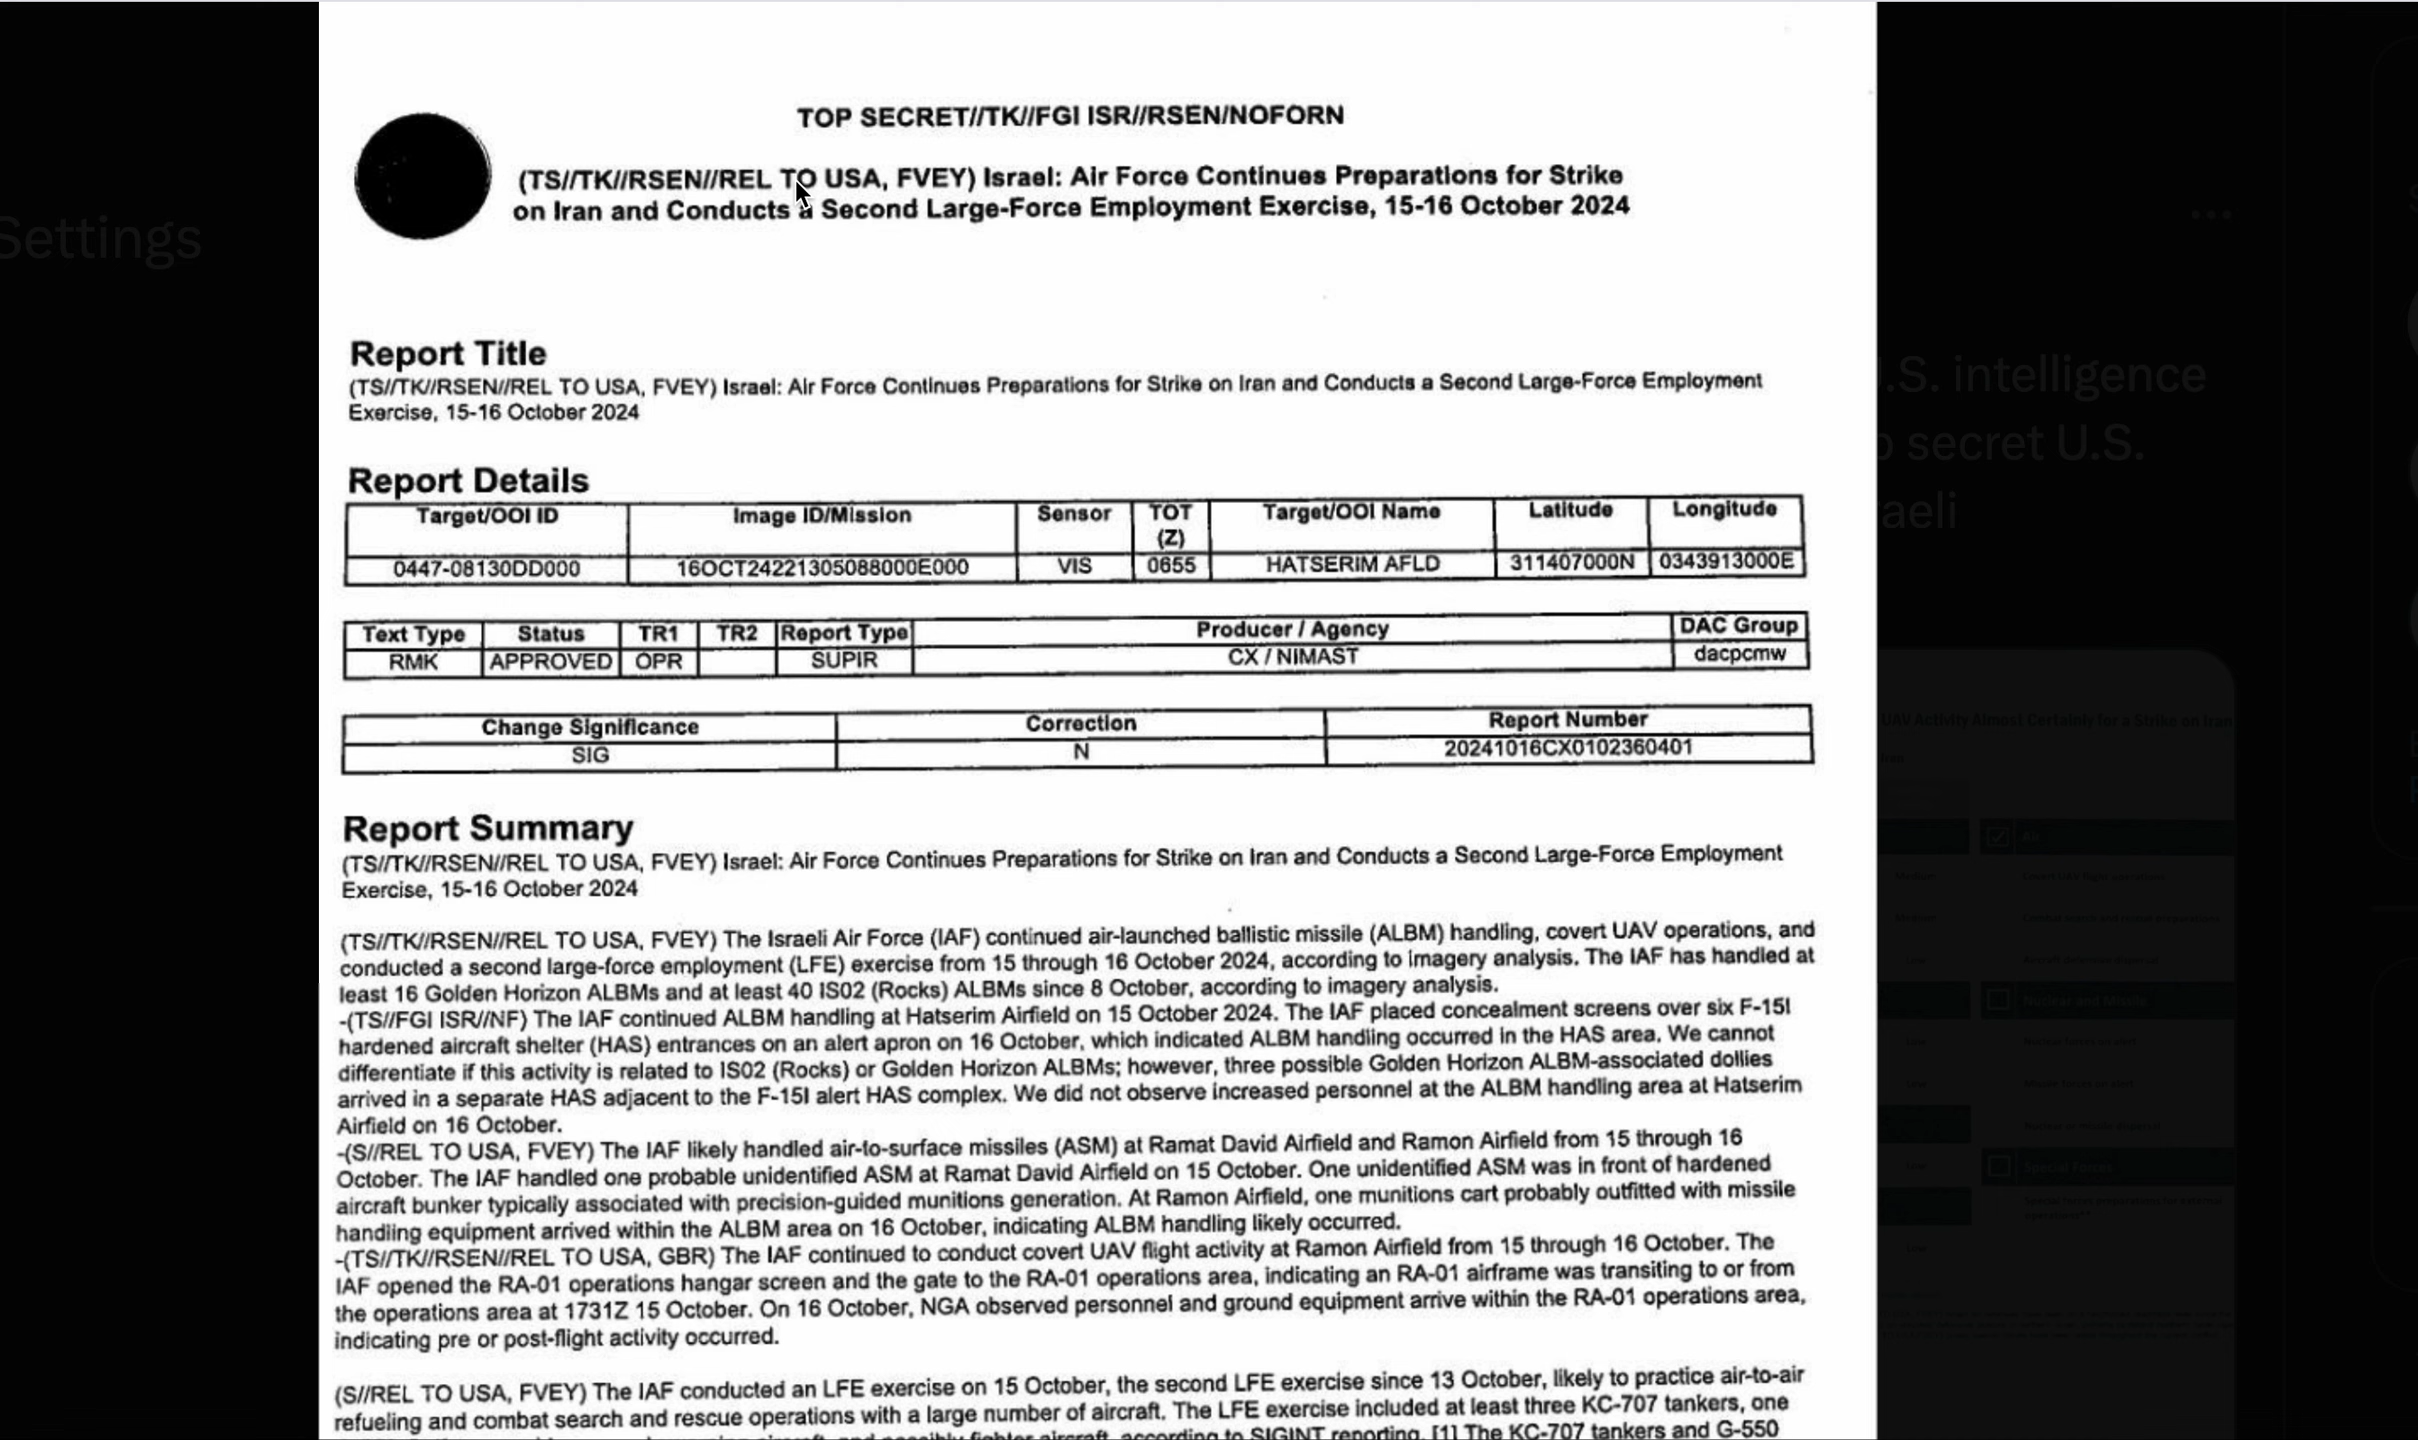 TOP SECRET//TK//FGI ISR//RSEN/NOFORN
(TS//TK//RSEN//REL TO USA, FVEY) Israel: Air Force Continues Preparations for Strike
on Iran and Conducts a Second Large-Force Employment Exercise, 15-16 October 2024
Settings
Report Title
(TS//TK//RSEN//REL TO USA, FVEY) Israel: Air Force Continues Preparations for Strike on Iran and Conducts a Second Large-Force Employment
Exercise, 15-16 October 2024
.S. intelligence
secret U.S.
raeli
Report Details
Target/OOI ID Image ID/Mission Sensor TOT (Z) Target/OOI Name Latitude Longitude
0447-08130DD000 16OCT24221305088000E000 VIS 0655 HATSERIM AFLD 311407000N 0343913000E
Text Type Status TR1 TR2 Report Type Producer / Agency DAC Group
RMK APPROVED OPR SUPIR CX / NIMAST dacpcmw
Change Significance Correction Report Number
SIG N 20241016CX0102360401
UAV Activity Almost Certainly for a Strike on Iran
Report Summary
(TS//TK//RSEN//REL TO USA, FVEY) Israel: Air Force Continues Preparations for Strike on Iran and Conducts a Second Large-Force Employment
Exercise, 15-16 October 2024
(TS//TK//RSEN//REL TO USA, FVEY) The Israeli Air Force (IAF) continued air-launched ballistic missile (ALBM) handling, covert UAV operations, and
conducted a second large-force employment (LFE) exercise from 15 through 16 October 2024, according to imagery analysis. The IAF has handled at
least 16 Golden Horizon ALBMs and at least 40 IS02 (Rocks) ALBMs since 8 October, according to imagery analysis.
-(TS//FGI ISR//NF) The IAF continued ALBM handling at Hatserim Airfield on 15 October 2024. The IAF placed concealment screens over six F-15I
hardened aircraft shelter (HAS) entrances on an alert apron on 16 October, which indicated ALBM handling occurred in the HAS area. We cannot
differentiate if this activity is related to IS02 (Rocks) or Golden Horizon ALBMs; however, three possible Golden Horizon ALBM-associated dollies
arrived in a separate HAS adjacent to the F-15I alert HAS complex. We did not observe increased personnel at the ALBM handling area at Hatserim
Airfield on 16 October.
-(S//REL TO USA, FVEY) The IAF likely handled air-to-surface missiles (ASM) at Ramat David Airfield and Ramon Airfield from 15 through 16
October. The IAF handled one probable unidentified ASM at Ramat David Airfield on 15 October. One unidentified ASM was in front of hardened
aircraft bunker typically associated with precision-guided munitions generation. At Ramon Airfield, one munitions cart probably outfitted with missile
handling equipment arrived within the ALBM area on 16 October, indicating ALBM handling likely occurred.
-(TS//TK//RSEN//REL TO USA, GBR) The IAF continued to conduct covert UAV flight activity at Ramon Airfield from 15 through 16 October. The
IAF opened the RA-01 operations hangar screen and the gate to the RA-01 operations area, indicating an RA-01 airframe was transiting to or from
the operations area at 1731Z 15 October. On 16 October, NGA observed personnel and ground equipment arrive within the RA-01 operations area,
indicating pre or post-flight activity occurred.
(S//REL TO USA, FVEY) The IAF conducted an LFE exercise on 15 October, the second LFE exercise since 13 October, likely to practice air-to-air
refueling and combat search and rescue operations with a large number of aircraft. The LFE exercise included at least three KC-707 tankers, one
aircraft, and possibly fighter aircraft, according to SIGINT reporting. [1] The KC-707 tankers and G-550